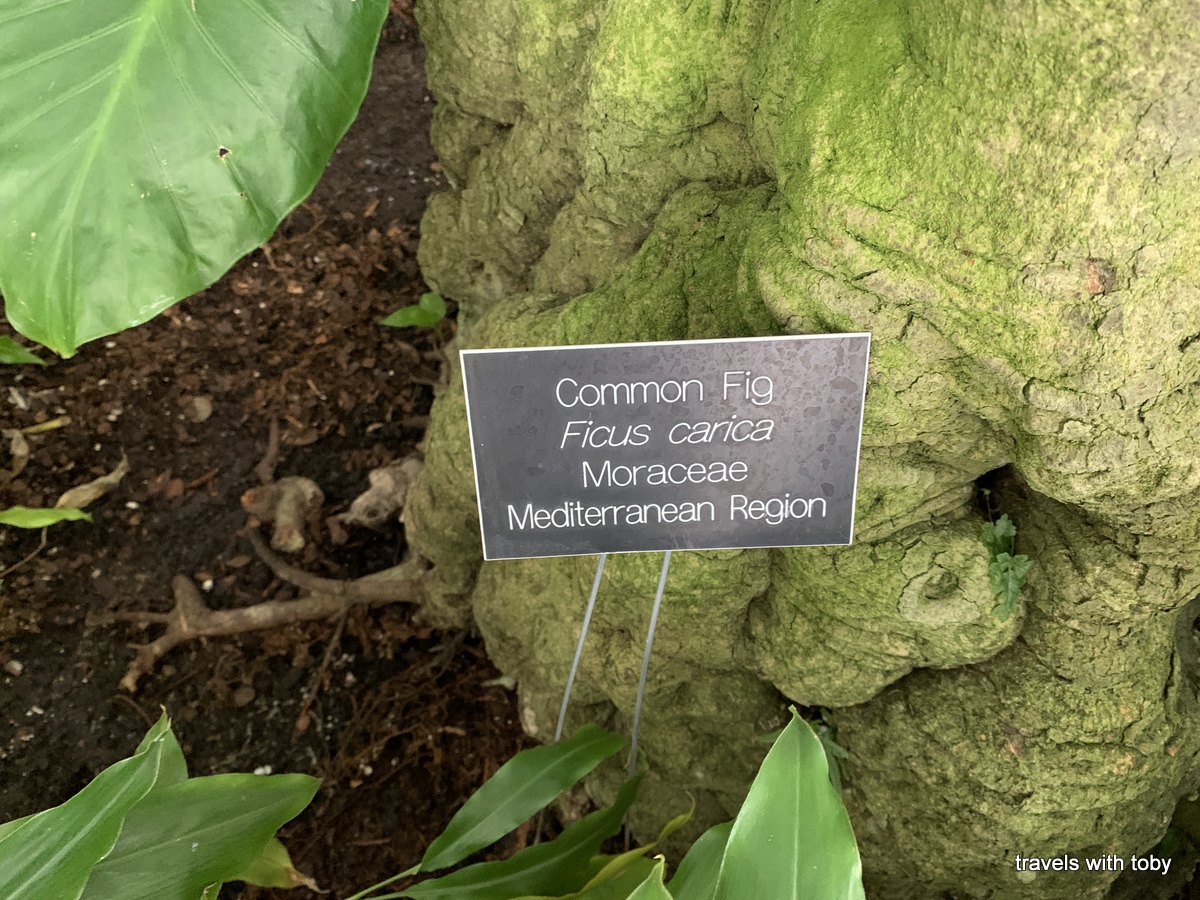 Common Fig
Ficus carica
Moraceae
Mediterranean Region
travels with toby